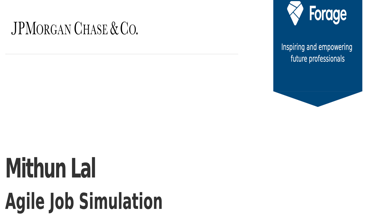 JPMORGAN CHASE & CO.
Forage
Inspiring and empowering
future professionals
Mithun Lal
Agile Job Simulation